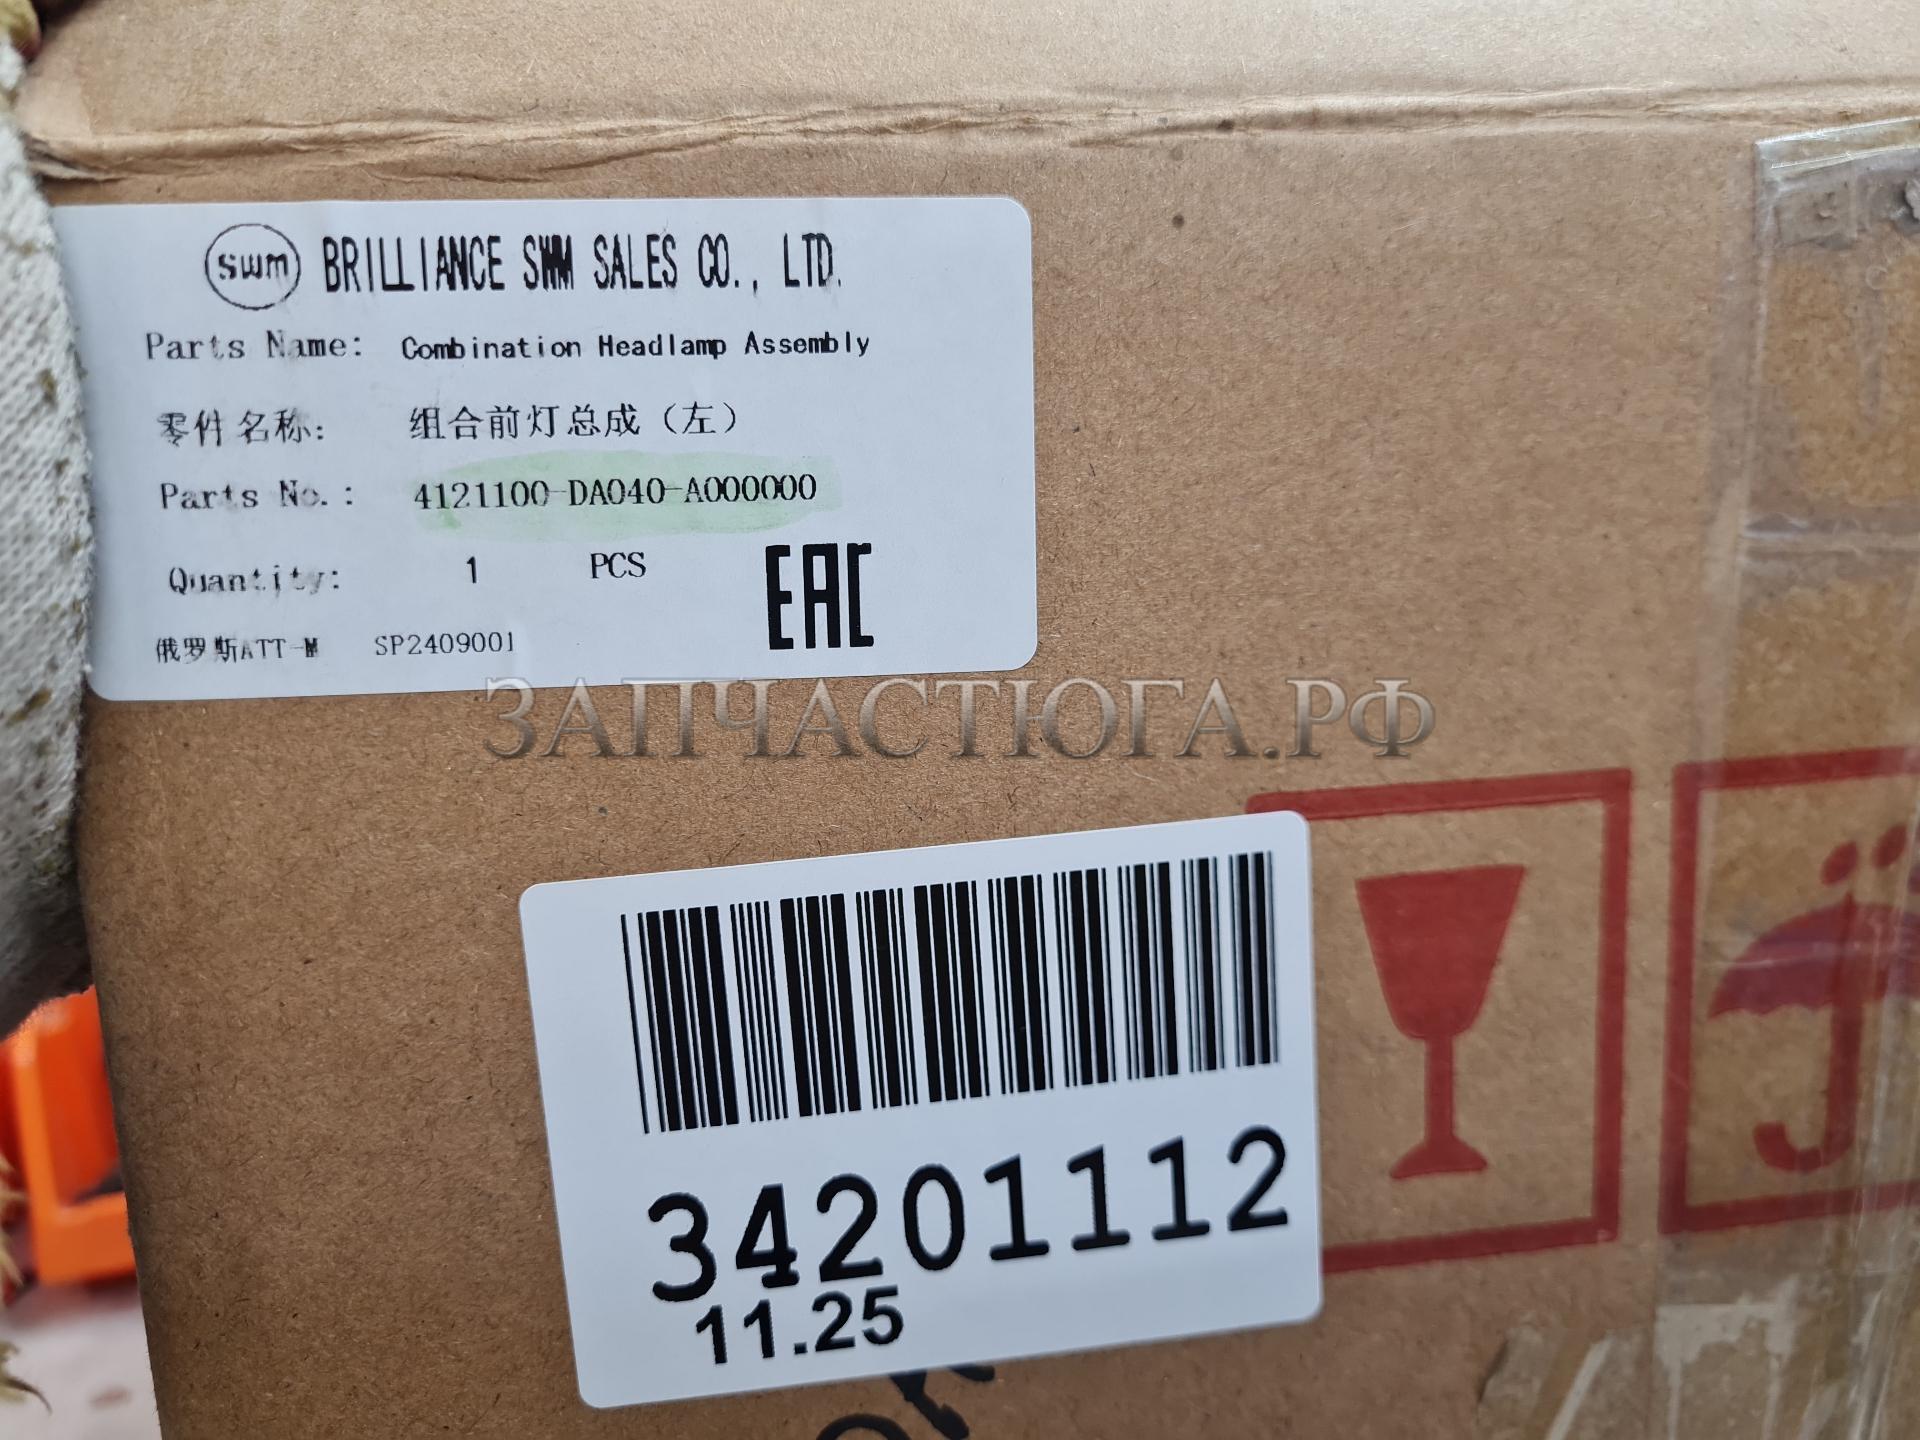 swm BRILLIANCE SWM SALES CO., LTD.
Parts Name: Combination Headlamp Assembly
零件名称: 组合前灯总成（左）
Parts No.: 4121100-DA040-A000000
Quantity: 1 PCS
EAC
俄罗斯ATT-M SP2409001
ЗАПЧАСТЮГА.РФ
34201112
11.25